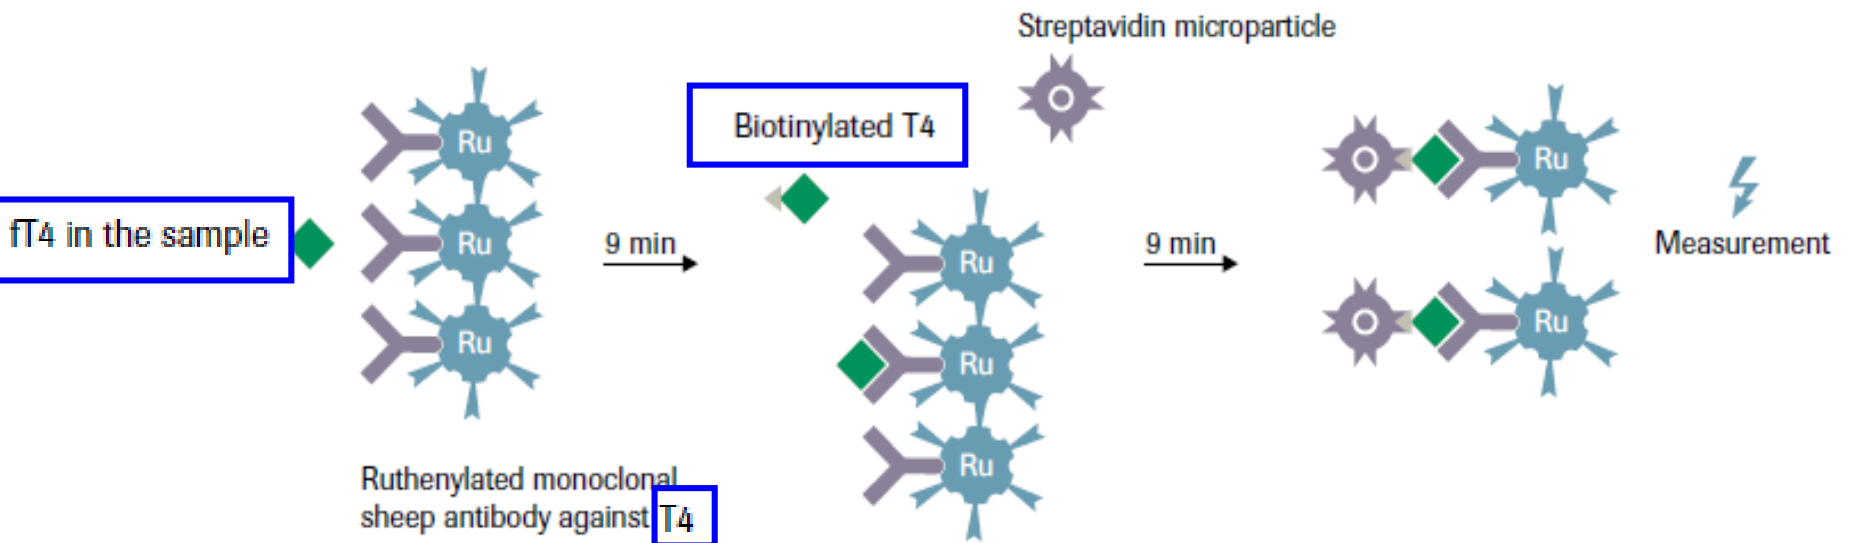 Streptavidin microparticle
Biotinylated T4
fT4 in the sample
Ru
Ru
Ru
9 min
Ru
Ru
Ru
9 min
Ru
Ru
Measurement
Ruthenylated monoclonal
sheep antibody against T4